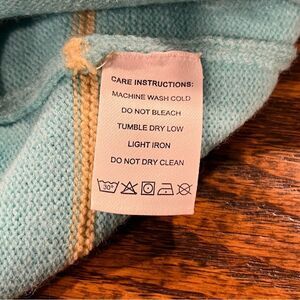 CARE INSTRUCTIONS:
MACHINE WASH COLD
DO NOT BLEACH
TUMBLE DRY LOW
LIGHT IRON
DO NOT DRY CLEAN
30°